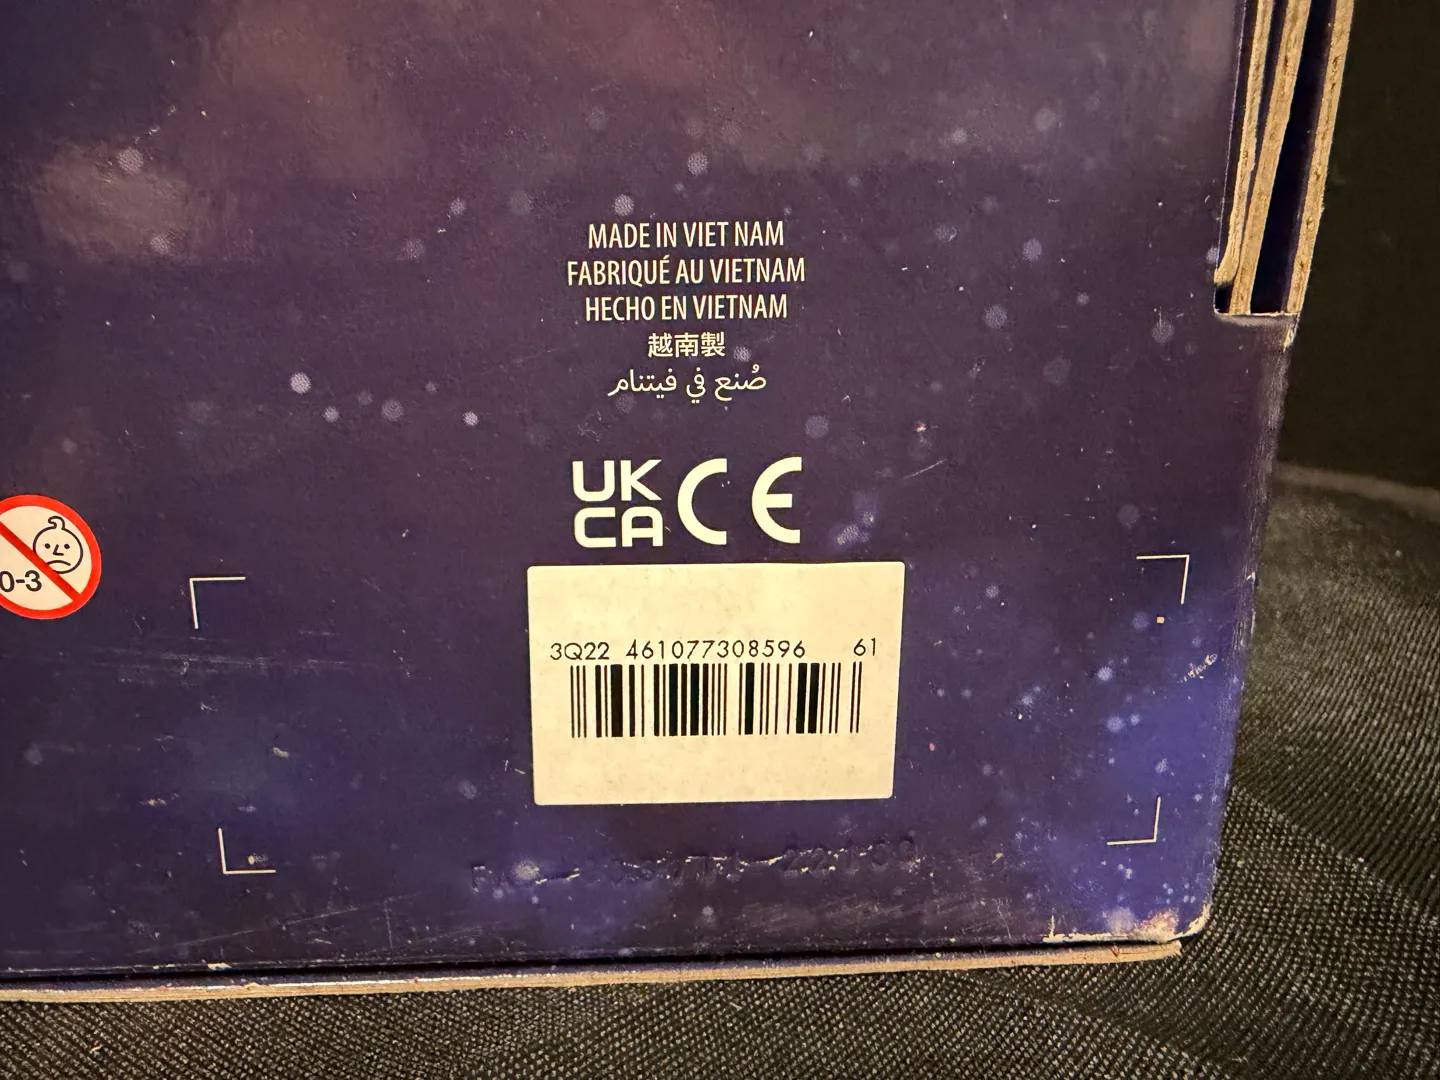 MADE IN VIET NAM
FABRIQUÉ AU VIETNAM
HECHO EN VIETNAM
越南製
صُنع في فيتنام
UK
CA
CE
0-3
3Q22 461077308596 61